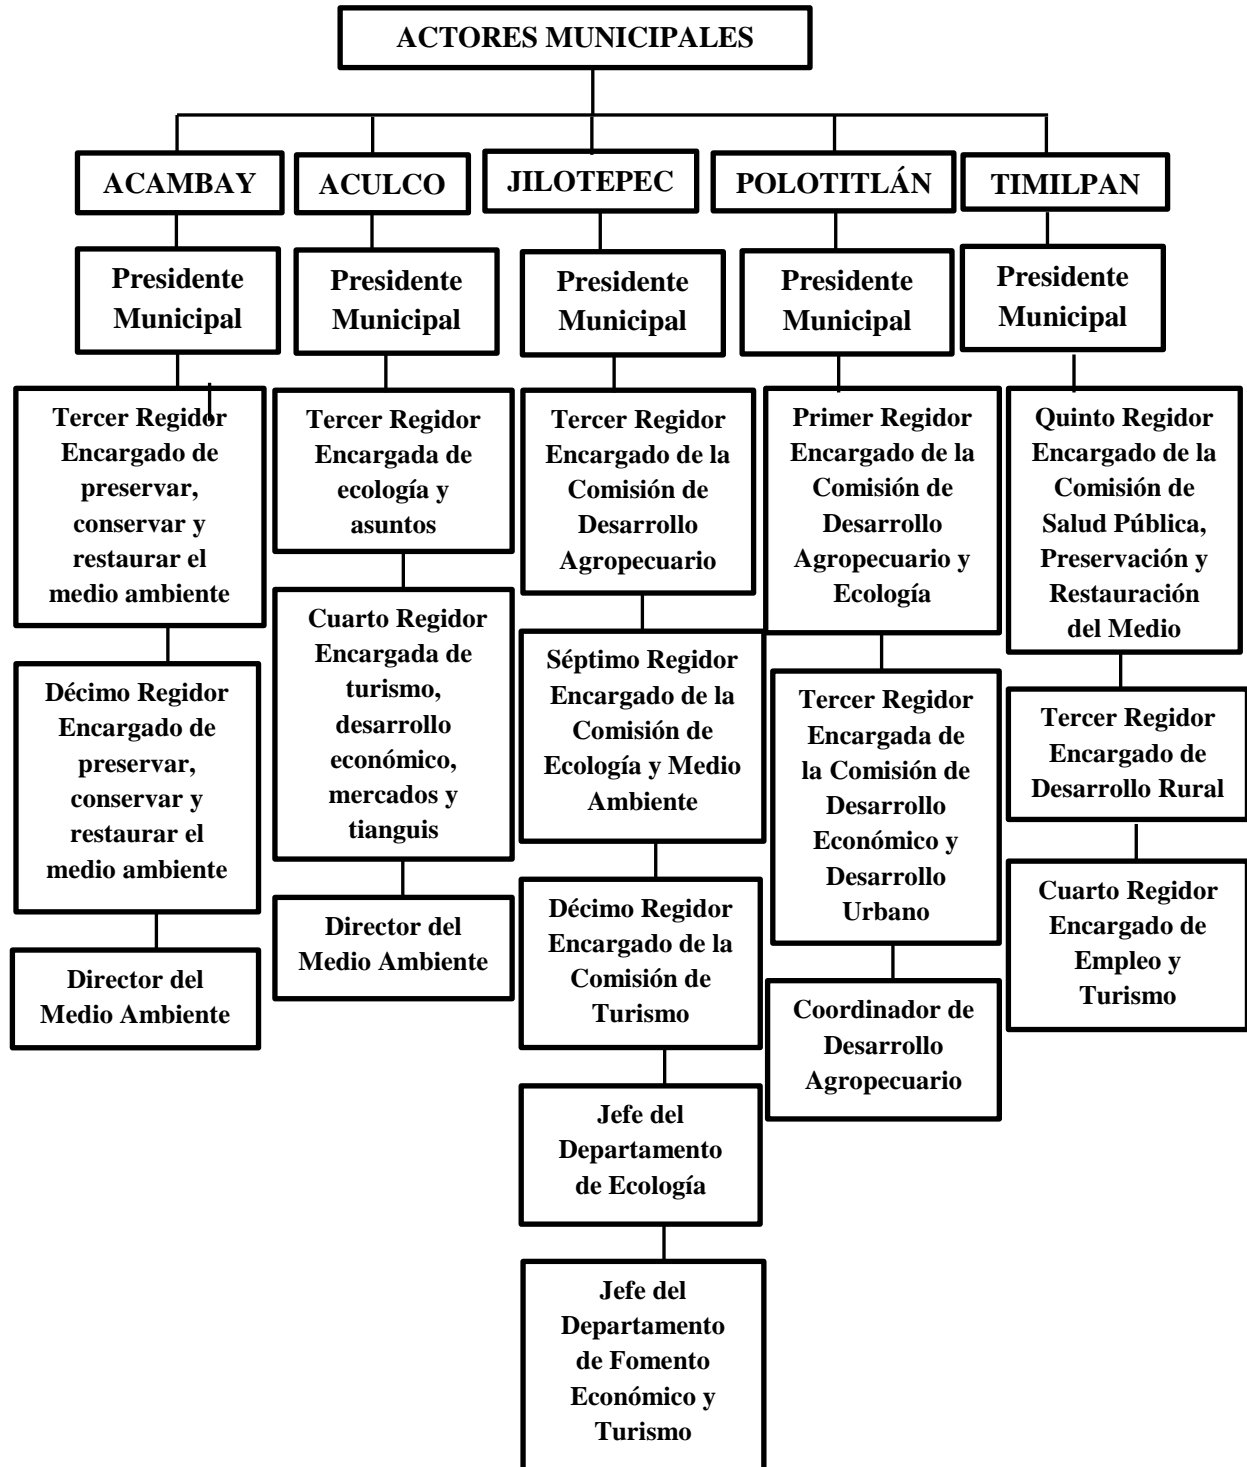 ACTORES MUNICIPALES
ACAMBAY
Presidente
Municipal
Tercer Regidor
Encargado de
preservar,
conservar y
restaurar el
medio ambiente
Décimo Regidor
Encargado de
preservar,
conservar y
restaurar el
medio ambiente
Director del
Medio Ambiente
ACULCO
Presidente
Municipal
Tercer Regidor
Encargada de
ecología y
asuntos
Cuarto Regidor
Encargada de
turismo,
desarrollo
económico,
mercados y
tianguis
Director del
Medio Ambiente
JILOTEPEC
Presidente
Municipal
Tercer Regidor
Encargado de la
Comisión de
Desarrollo
Agropecuario
Séptimo Regidor
Encargado de la
Comisión de
Ecología y Medio
Ambiente
Décimo Regidor
Encargado de la
Comisión de
Turismo
Jefe del
Departamento
de Ecología
Jefe del
Departamento
de Fomento
Económico y
Turismo
POLOTITLÁN
Presidente
Municipal
Primer Regidor
Encargado de la
Comisión de
Desarrollo
Agropecuario y
Ecología
Tercer Regidor
Encargada de
la Comisión de
Desarrollo
Económico y
Desarrollo
Urbano
Coordinador de
Desarrollo
Agropecuario
TIMILPAN
Presidente
Municipal
Quinto Regidor
Encargado de la
Comisión de
Salud Pública,
Preservación y
Restauración
del Medio
Tercer Regidor
Encargado de
Desarrollo Rural
Cuarto Regidor
Encargado de
Empleo y
Turismo